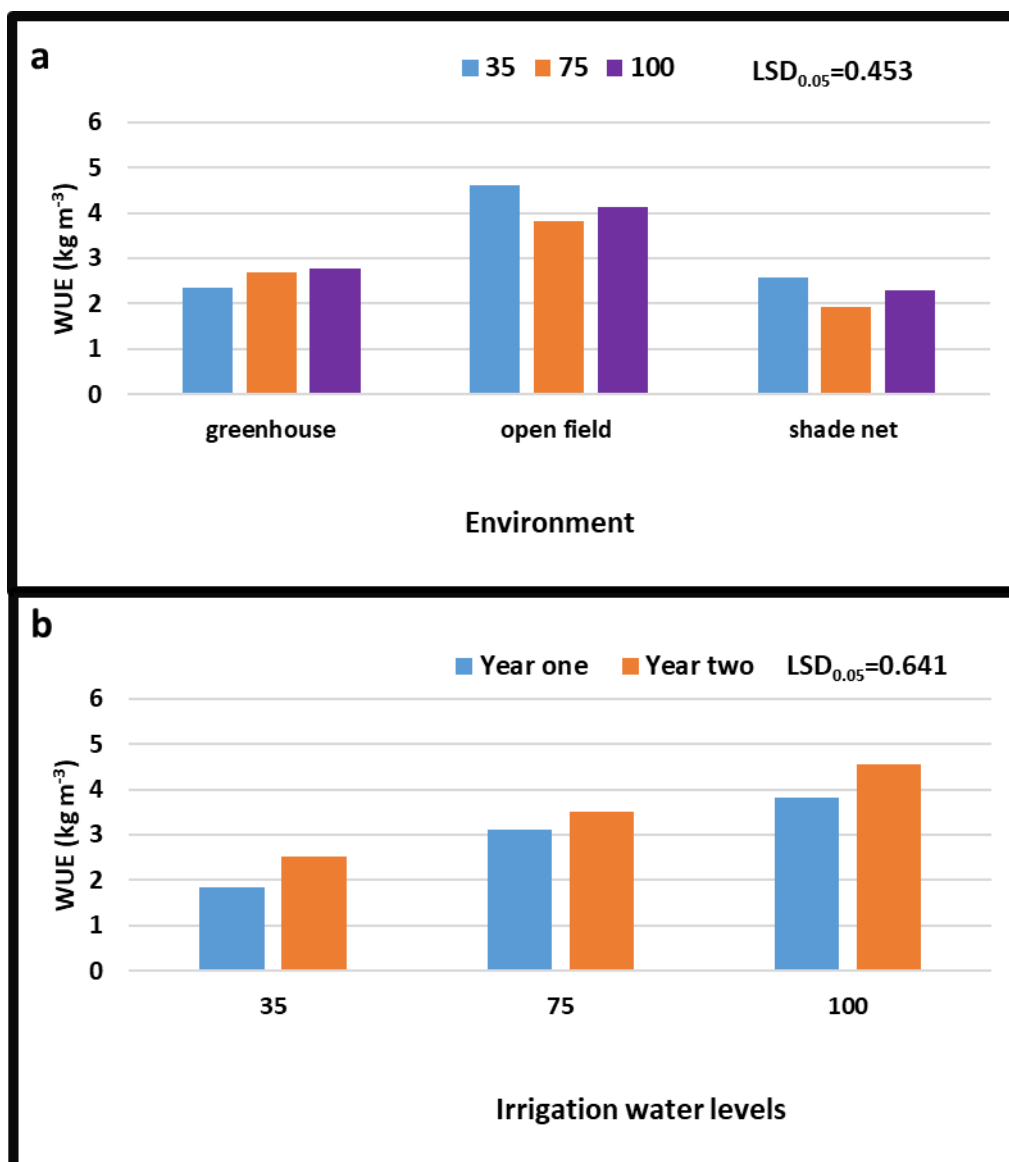 a
35 75 100 LSD0.05=0.453
6
5
4
3
2
1
0
WUE (kg m-3)
greenhouse open field shade net
Environment
b
Year one Year two LSD0.05=0.641
6
5
4
3
2
1
0
WUE (kg m-3)
35 75 100
Irrigation water levels